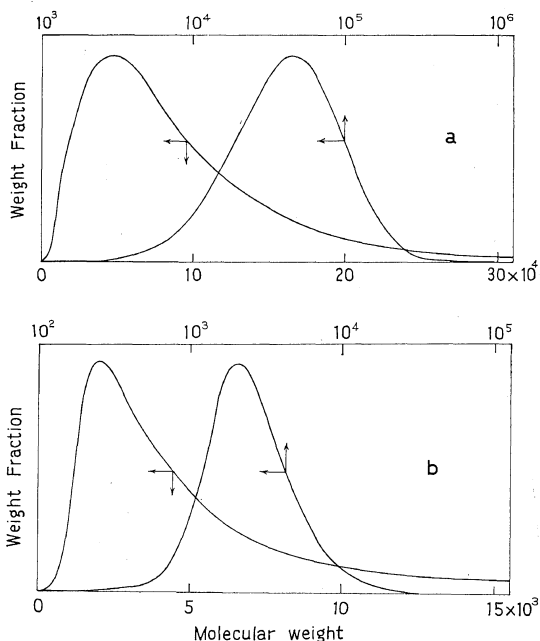 10³ 10⁴ 10⁵ 10⁶
Weight Fraction
a
0 10 20 30×10⁴
10² 10³ 10⁴ 10⁵
Weight Fraction
b
0 5 10 15×10³
Molecular weight